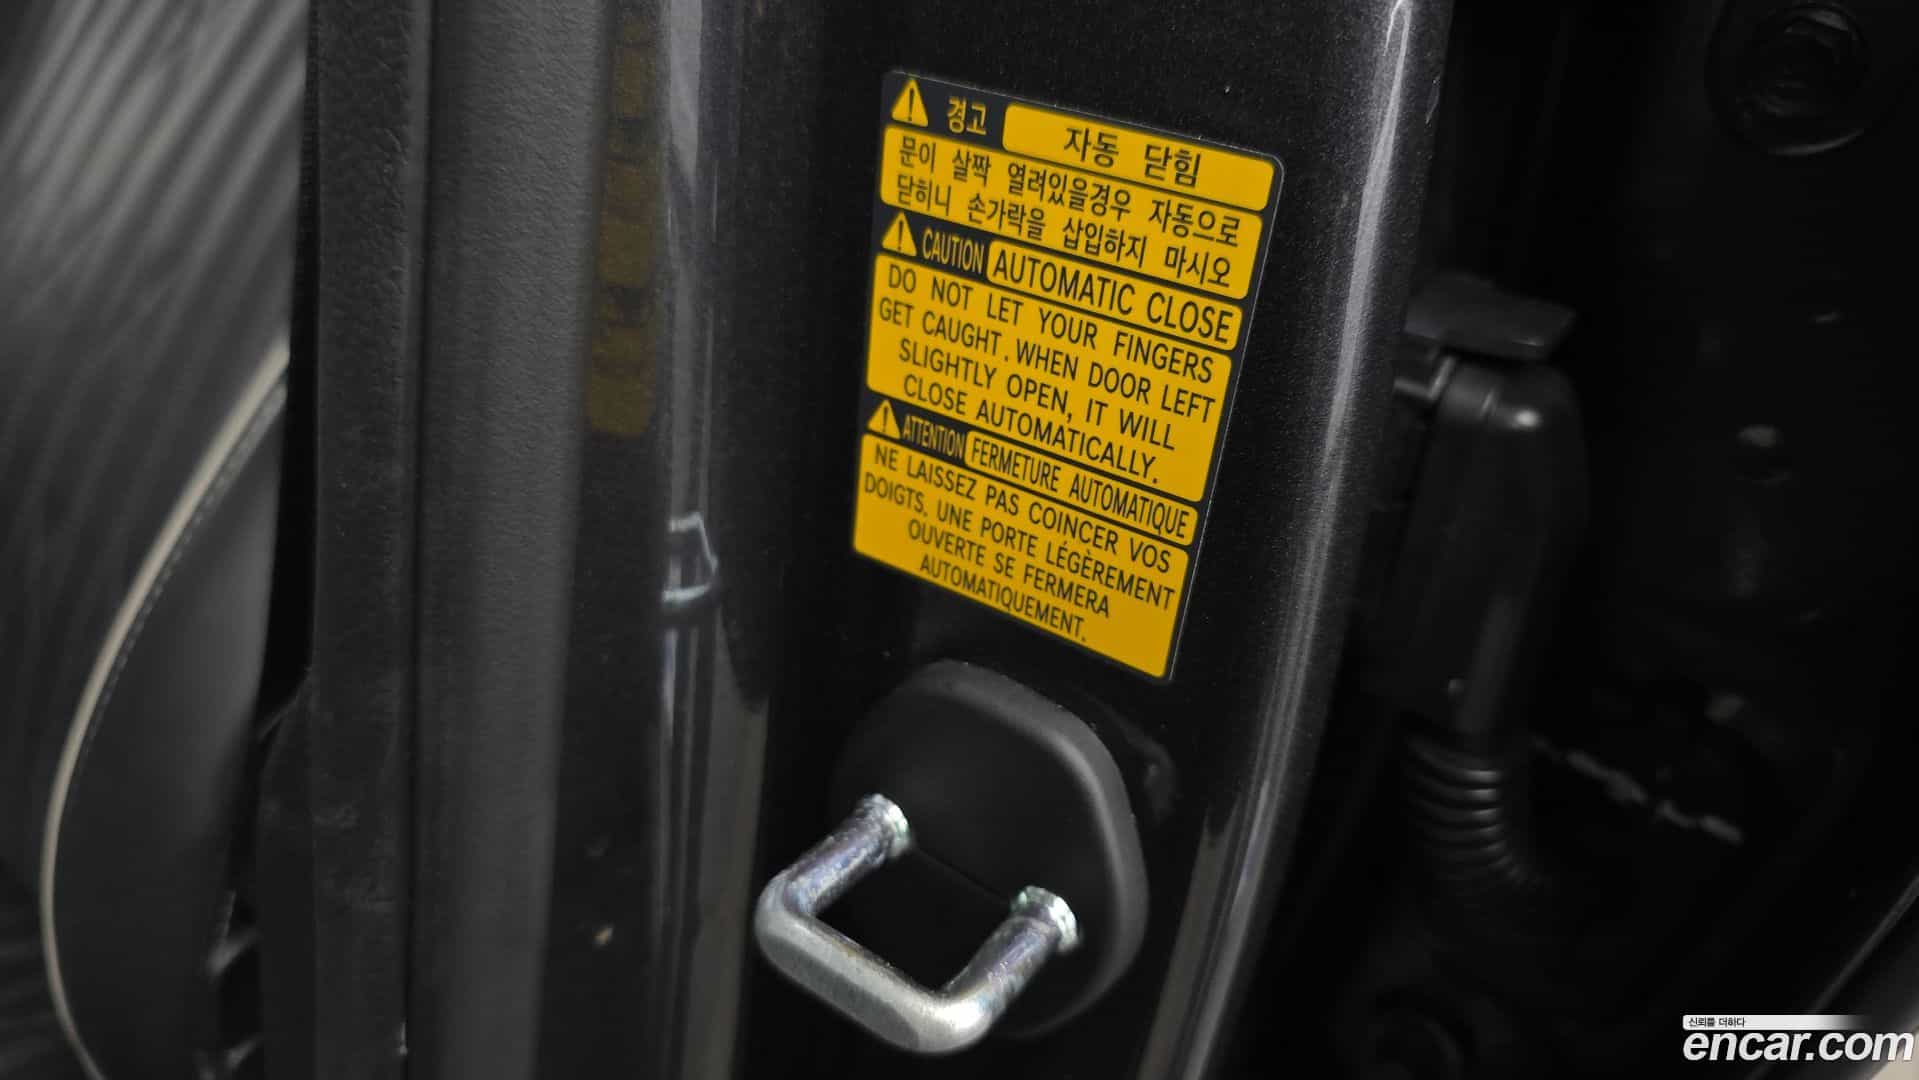 경고 자동 닫힘
문이 살짝 열려있을경우 자동으로
닫히니 손가락을 삽입하지 마시오
CAUTION AUTOMATIC CLOSE
DO NOT LET YOUR FINGERS
GET CAUGHT. WHEN DOOR LEFT
SLIGHTLY OPEN, IT WILL
CLOSE AUTOMATICALLY.
ATTENTION FERMETURE AUTOMATIQUE
NE LAISSEZ PAS COINCER VOS
DOIGTS, UNE PORTE LÉGÈREMENT
OUVERTE SE FERMERA
AUTOMATIQUEMENT.
신뢰를 더하다
encar.com